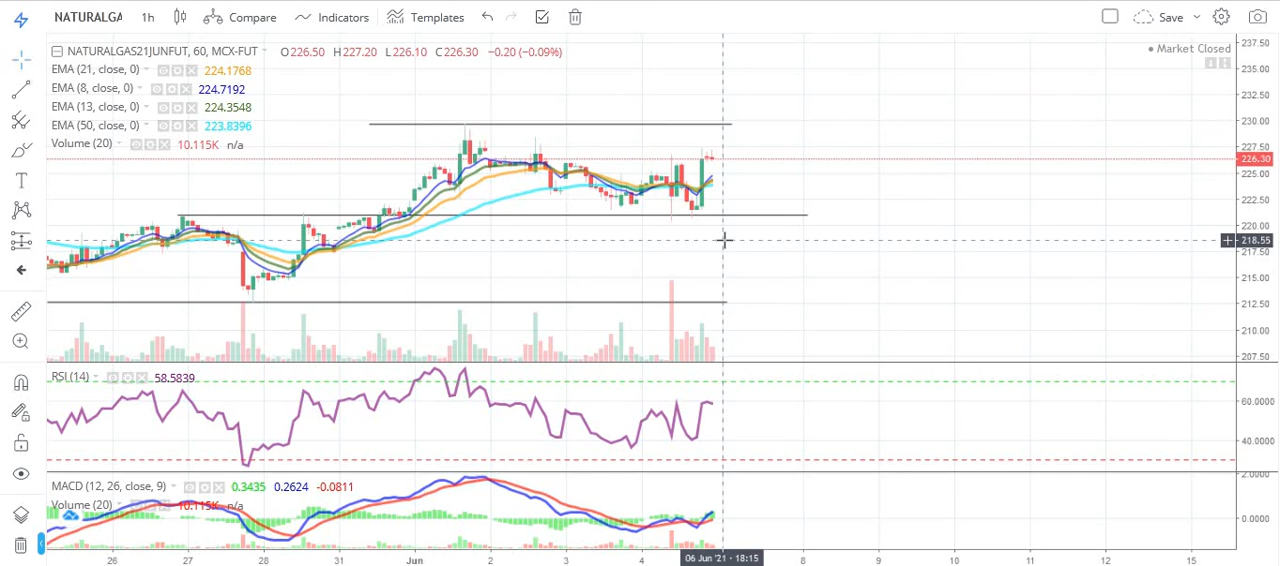 NATURALGA 1h Compare Indicators Templates Save
NATURALGAS21JUNFUT, 60, MCX-FUT O226.50 H227.20 L226.10 C226.30 −0.20 (−0.09%)
Market Closed
EMA (21, close, 0) 224.1768
EMA (8, close, 0) 224.7192
EMA (13, close, 0) 224.3548
EMA (50, close, 0) 223.8396
Volume (20) 10.115K n/a
237.50
235.00
232.50
230.00
227.50
226.30
225.00
222.50
220.00
218.55
217.50
215.00
212.50
210.00
207.50
RSI (14) 58.5839
60.0000
40.0000
MACD (12, 26, close, 9) 0.3435 0.2624 -0.0811
Volume (20) 10.115K n/a
2.0000
0.0000
26 27 28 31 Jun 2 3 4 06 Jun '21 - 18:15 8 9 10 11 12 15